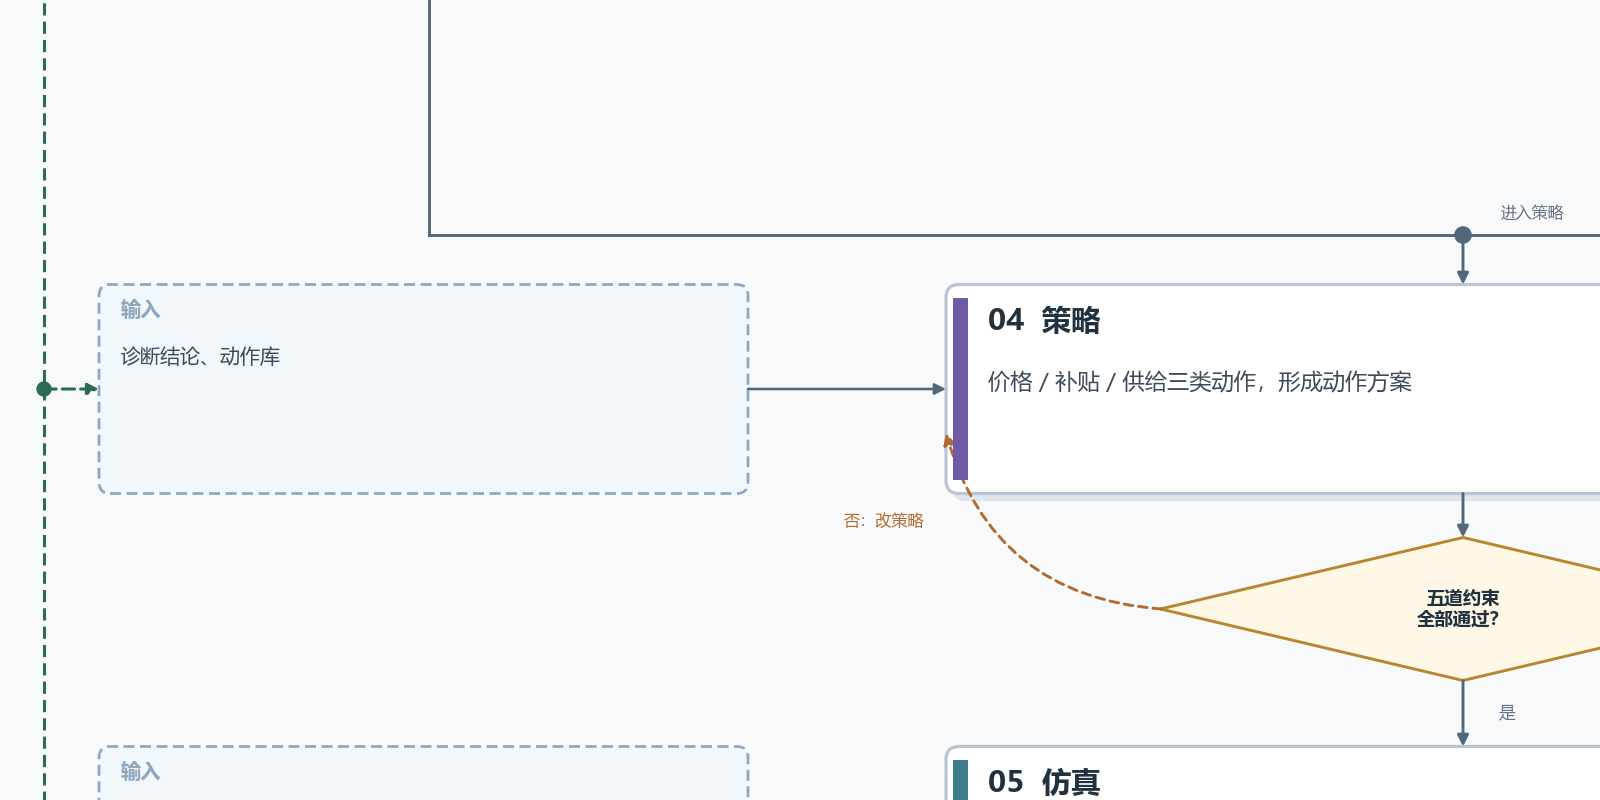 进入策略
输入
诊断结论、动作库
04 策略
价格 / 补贴 / 供给三类动作，形成动作方案
否：改策略
五道约束
全部通过？
是
输入
05 仿真